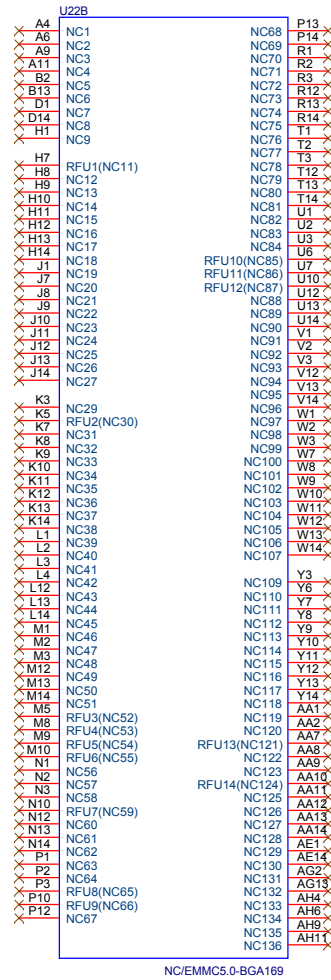 U22B
A4 NC1
A6 NC2
A9 NC3
A11 NC4
B2 NC5
B13 NC6
D1 NC7
D14 NC8
H1 NC9
H7 RFU1(NC11)
H8 NC12
H9 NC13
H10 NC14
H11 NC15
H12 NC16
H13 NC17
H14 NC18
J1 NC19
J7 NC20
J8 NC21
J9 NC22
J10 NC23
J11 NC24
J12 NC25
J13 NC26
J14 NC27
K3 NC29
K5 RFU2(NC30)
K7 NC31
K8 NC32
K9 NC33
K10 NC34
K11 NC35
K12 NC36
K13 NC37
K14 NC38
L1 NC39
L2 NC40
L3 NC41
L4 NC42
L12 NC43
L13 NC44
L14 NC45
M1 NC46
M2 NC47
M3 NC48
M12 NC49
M13 NC50
M14 NC51
M5 RFU3(NC52)
M8 RFU4(NC53)
M9 RFU5(NC54)
M10 RFU6(NC55)
N1 NC56
N2 NC57
N3 NC58
N10 RFU7(NC59)
N12 NC60
N13 NC61
N14 NC62
P1 NC63
P2 NC64
P3 RFU8(NC65)
P10 RFU9(NC66)
P12 NC67
NC68 P13
NC69 P14
NC70 R1
NC71 R2
NC72 R3
NC73 R12
NC74 R13
NC75 R14
NC76 T1
NC77 T2
NC78 T3
NC79 T12
NC80 T13
NC81 T14
NC82 U1
NC83 U2
NC84 U3
RFU10(NC85) U6
RFU11(NC86) U7
RFU12(NC87) U10
NC88 U12
NC89 U13
NC90 U14
NC91 V1
NC92 V2
NC93 V3
NC94 V12
NC95 V13
NC96 V14
NC97 W1
NC98 W2
NC99 W3
NC100 W7
NC101 W8
NC102 W9
NC103 W10
NC104 W11
NC105 W12
NC106 W13
NC107 W14
NC109 Y3
NC110 Y6
NC111 Y7
NC112 Y8
NC113 Y9
NC114 Y10
NC115 Y11
NC116 Y12
NC117 Y13
NC118 Y14
NC119 AA1
NC120 AA2
RFU13(NC121) AA7
NC122 AA8
NC123 AA9
RFU14(NC124) AA10
NC125 AA11
NC126 AA12
NC127 AA13
NC128 AA14
NC129 AE1
NC130 AE14
NC131 AG2
NC132 AG13
NC133 AH4
NC134 AH6
NC135 AH9
NC136 AH11
NC/EMMC5.0-BGA169